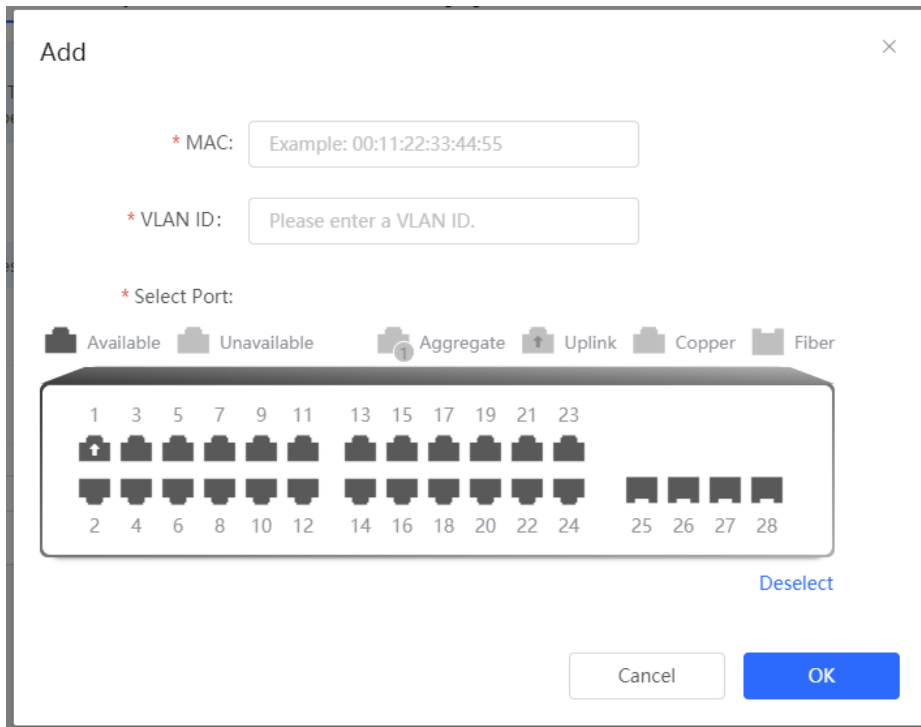 Add
* MAC:
Example: 00:11:22:33:44:55
* VLAN ID:
Please enter a VLAN ID.
* Select Port:
Available Unavailable 1 Aggregate Uplink Copper Fiber
1 3 5 7 9 11 13 15 17 19 21 23
2 4 6 8 10 12 14 16 18 20 22 24 25 26 27 28
Deselect
Cancel OK